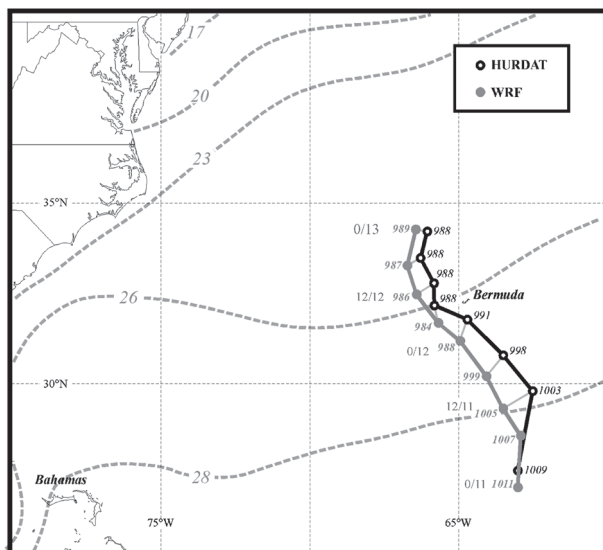 17
HURDAT
20
WRF
23
35°N
0/13 989 988
988
987
988
26 12/12 986 988 Bermuda
984 991
0/12 988 998
30°N 999 1003
12/11 1005
1007
28 1009
Bahamas 0/11 1011
75°W 65°W